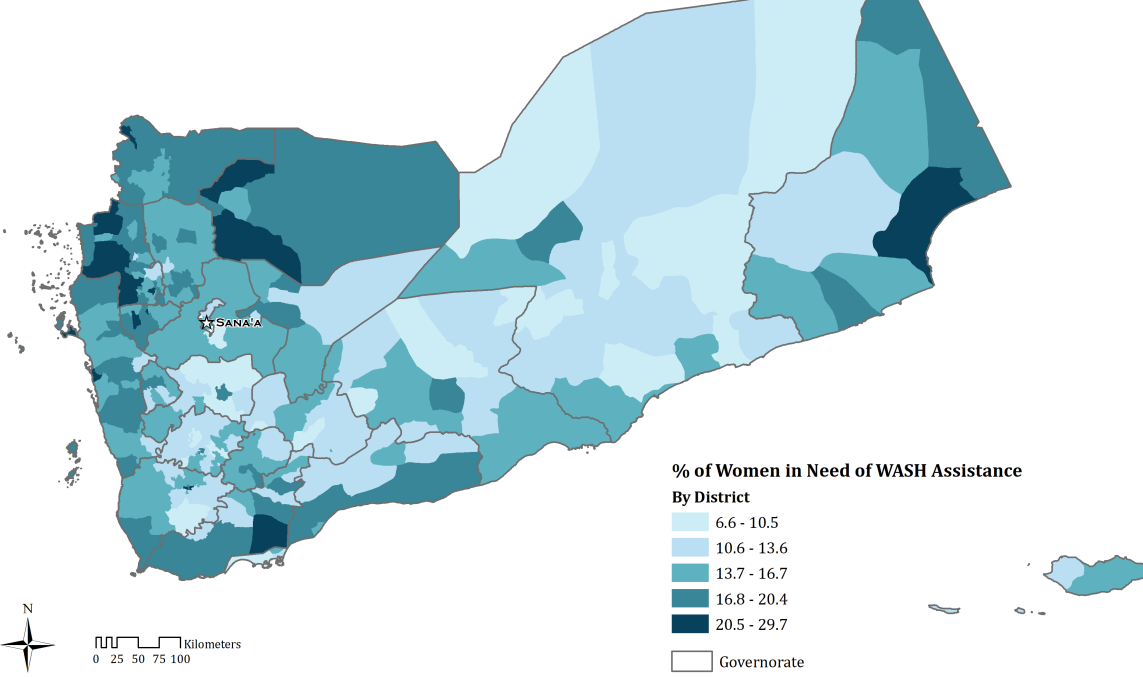 SANA'A
% of Women in Need of WASH Assistance
By District
6.6 - 10.5
10.6 - 13.6
13.7 - 16.7
16.8 - 20.4
20.5 - 29.7
Governorate
N
Kilometers
0 25 50 75 100